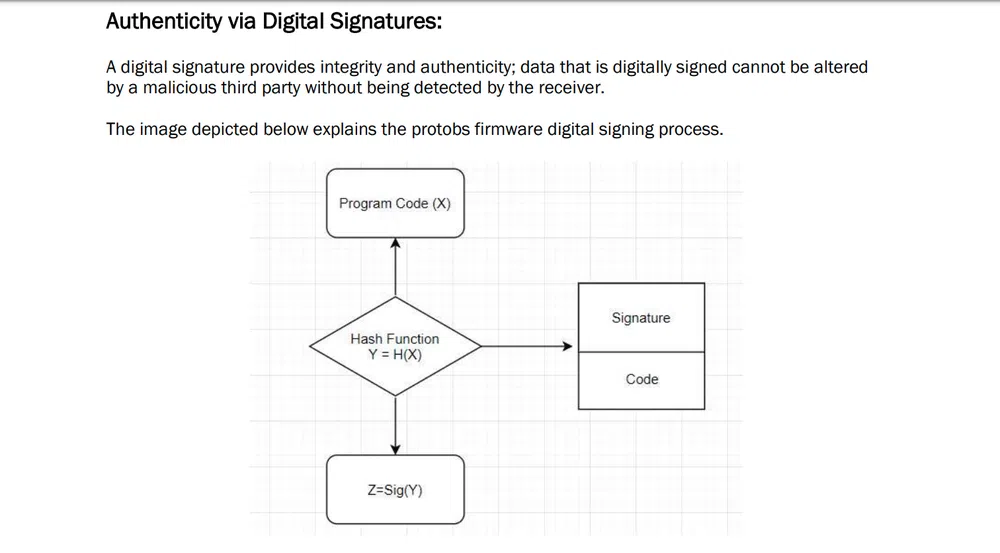 Authenticity via Digital Signatures:
A digital signature provides integrity and authenticity; data that is digitally signed cannot be altered
by a malicious third party without being detected by the receiver.
The image depicted below explains the protobs firmware digital signing process.
Program Code (X)
Hash Function
Y = H(X)
Signature
Code
Z=Sig(Y)